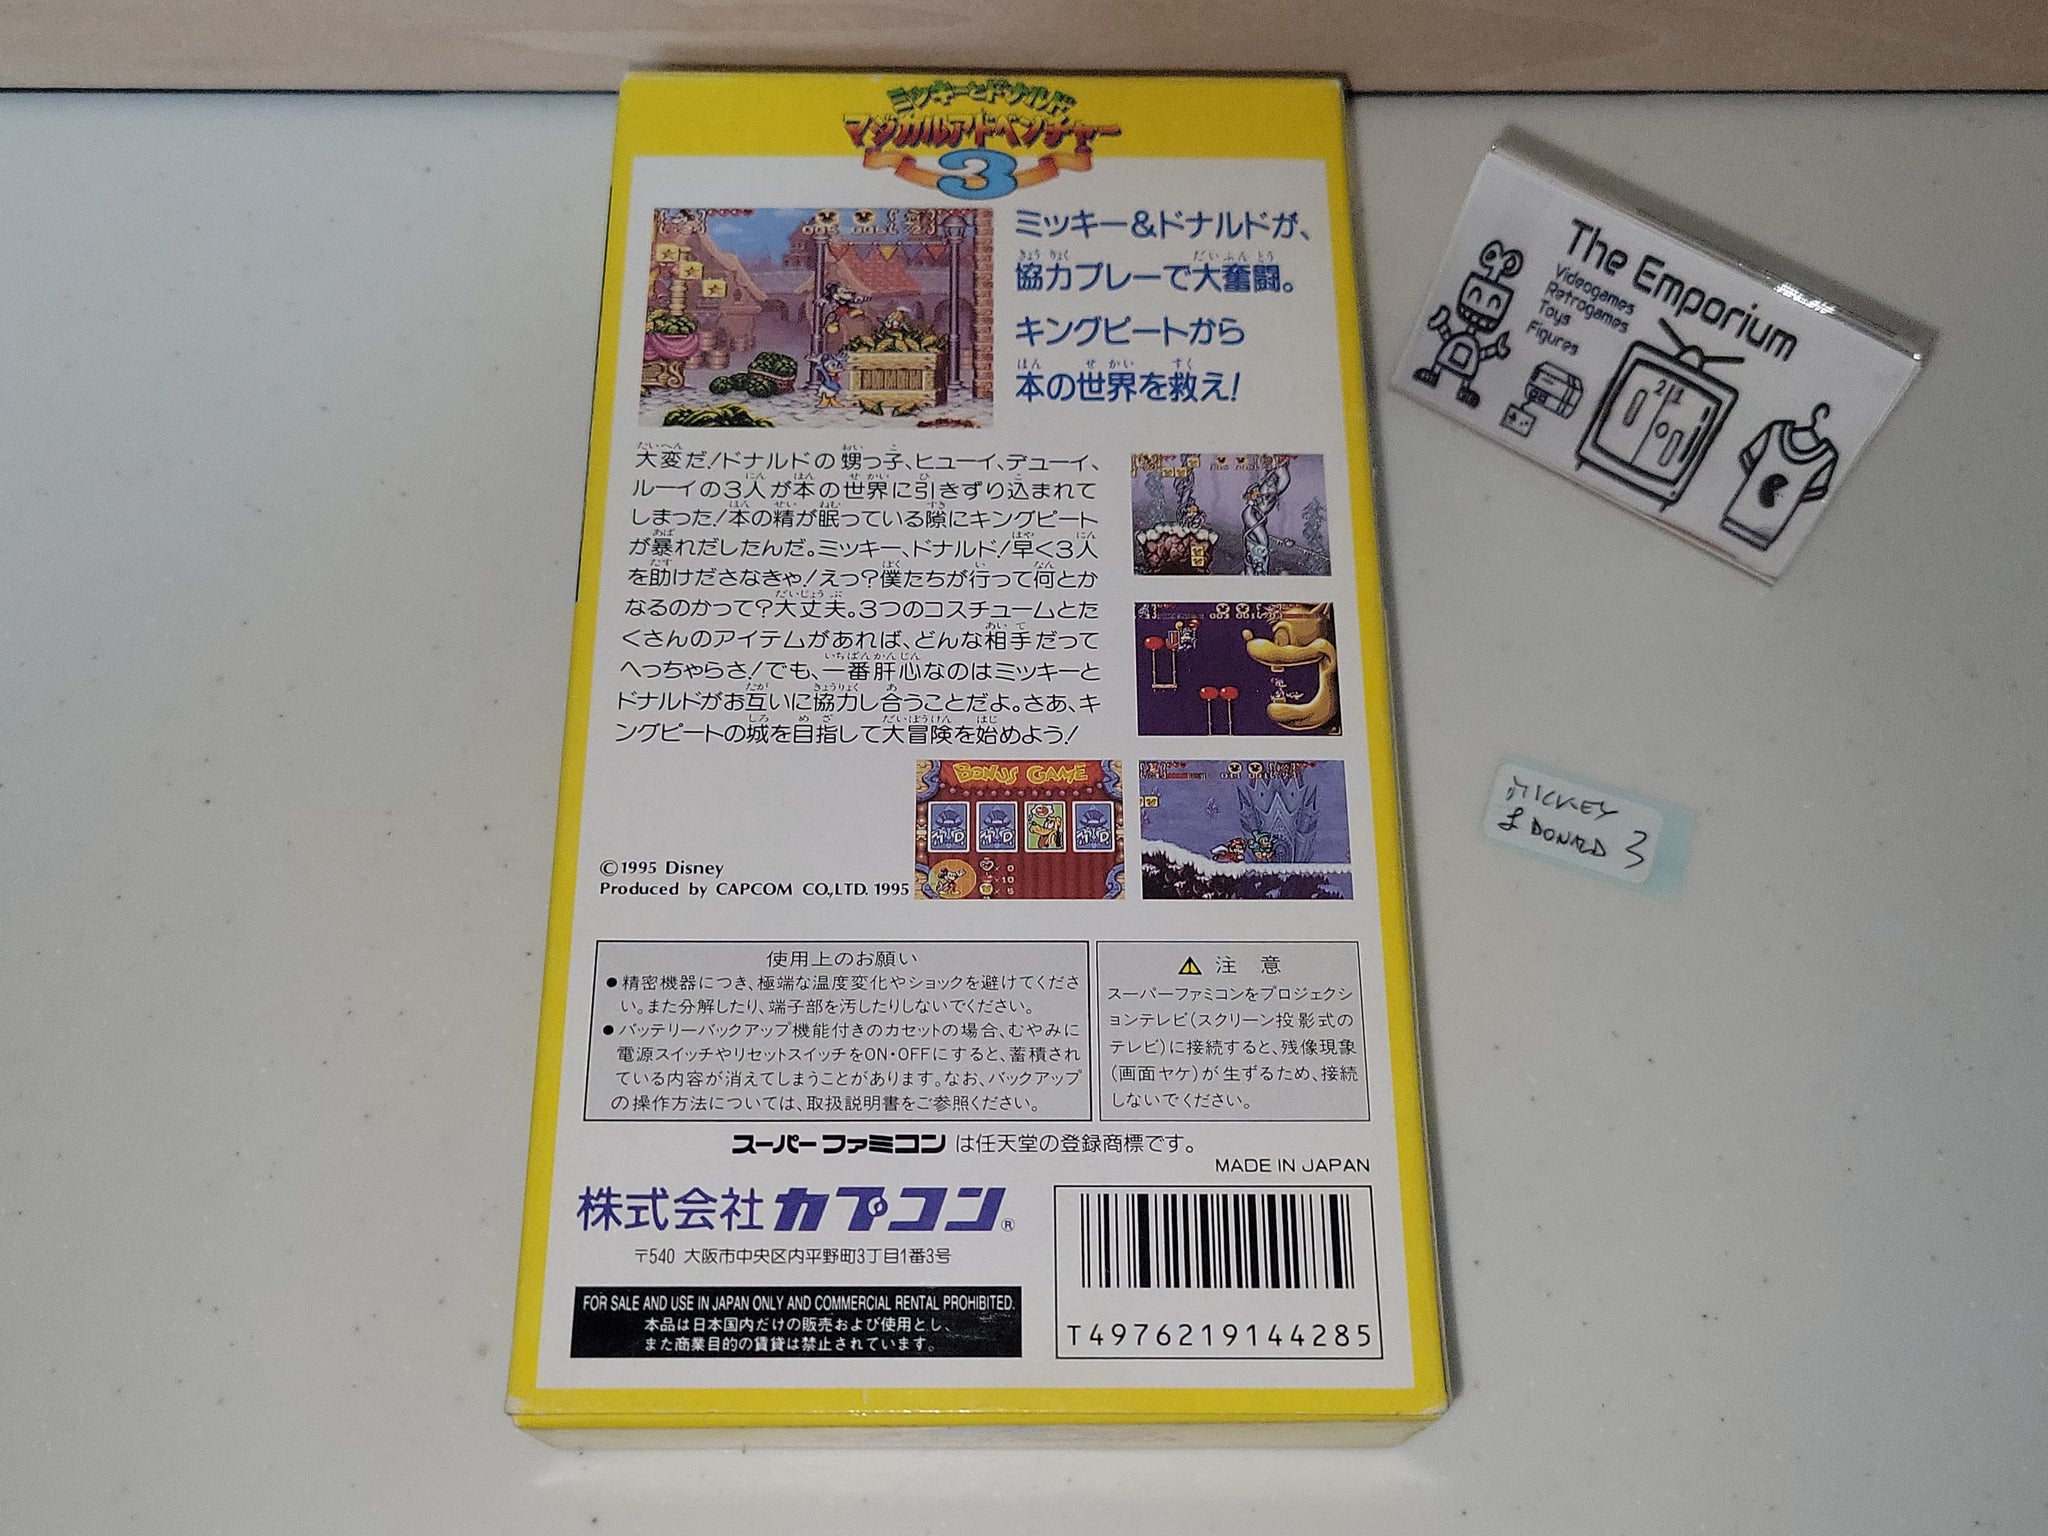 ミッキーとドナルド
マジカルアドベンチャー
3
ミッキー&ドナルドが、
協力プレーで大奮闘。
キングピートから
本の世界を救え!
大変だ!ドナルドの甥っ子、ヒューイ、デューイ、
ルーイの3人が本の世界に引きずり込まれて
しまった!本の精が眠っている隙にキングピート
が暴れだしたんだ。ミッキー、ドナルド!早く3人
を助けださなきゃ!えっ?僕たちが行って何とか
なるのかって?大丈夫。3つのコスチュームとた
くさんのアイテムがあれば、どんな相手だって
へっちゃらさ!でも、一番肝心なのはミッキーと
ドナルドがお互いに協力し合うことだよ。さあ、キ
ングピートの城を目指して大冒険を始めよう!
BONUS GAME
©1995 Disney
Produced by CAPCOM CO.,LTD. 1995
使用上のお願い
●精密機器につき、極端な温度変化やショックを避けてくださ
い。また分解したり、端子部を汚したりしないでください。
●バッテリーバックアップ機能付きのカセットの場合、むやみに
電源スイッチやリセットスイッチをON・OFFにすると、蓄積され
ている内容が消えてしまうことがあります。なお、バックアップ
の操作方法については、取扱説明書をご参照ください。
注 意
スーパーファミコンをプロジェクシ
ョンテレビ(スクリーン投影式の
テレビ)に接続すると、残像現象
(画面ヤケ)が生ずるため、接続
しないでください。
スーパーファミコン は任天堂の登録商標です。
MADE IN JAPAN
株式会社カプコン®
〒540 大阪市中央区内平野町3丁目1番3号
FOR SALE AND USE IN JAPAN ONLY AND COMMERCIAL RENTAL PROHIBITED.
本品は日本国内だけの販売および使用とし、
また商業目的の賃貸は禁止されています。
T4976219144285
The Emporium
Videogames
Retrogames
Toys
Figures
MICKEY
& DONALD 3